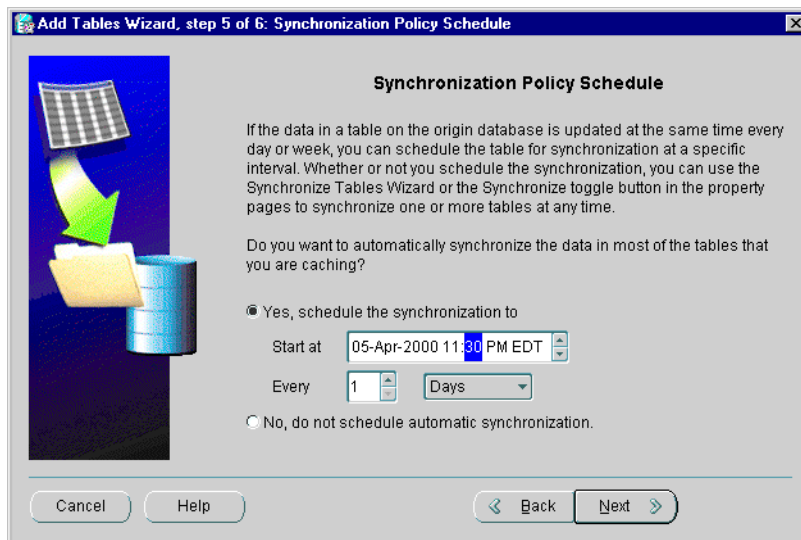 Add Tables Wizard, step 5 of 6: Synchronization Policy Schedule
Synchronization Policy Schedule
If the data in a table on the origin database is updated at the same time every
day or week, you can schedule the table for synchronization at a specific
interval. Whether or not you schedule the synchronization, you can use the
Synchronize Tables Wizard or the Synchronize toggle button in the property
pages to synchronize one or more tables at any time.
Do you want to automatically synchronize the data in most of the tables that
you are caching?
Yes, schedule the synchronization to
Start at 05-Apr-2000 11:30 PM EDT
Every 1 Days
No, do not schedule automatic synchronization.
Cancel Help Back Next